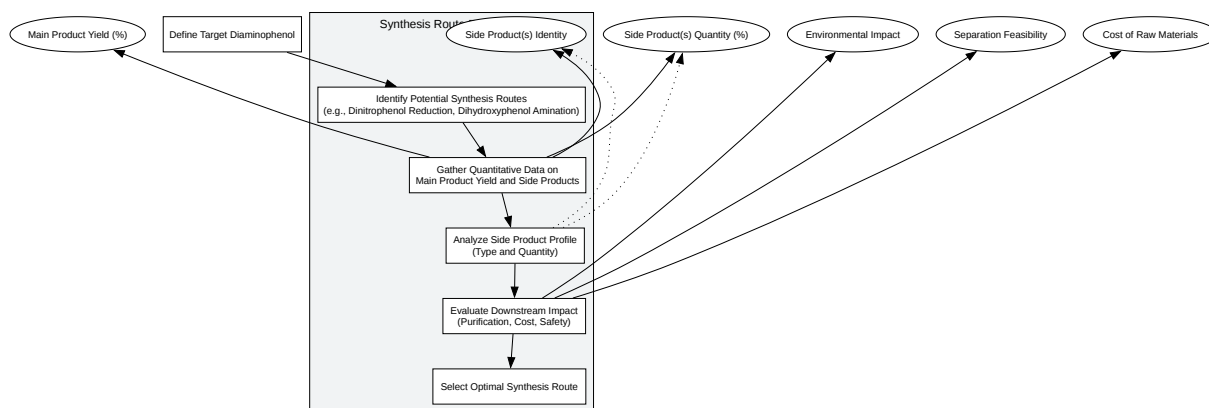 Main Product Yield (%)
Define Target Diaminophenol
Synthesis Route
Side Product(s) Identity
Side Product(s) Quantity (%)
Environmental Impact
Separation Feasibility
Cost of Raw Materials
Identify Potential Synthesis Routes
(e.g., Dinitrophenol Reduction, Dihydroxyphenol Amination)
Gather Quantitative Data on
Main Product Yield and Side Products
Analyze Side Product Profile
(Type and Quantity)
Evaluate Downstream Impact
(Purification, Cost, Safety)
Select Optimal Synthesis Route